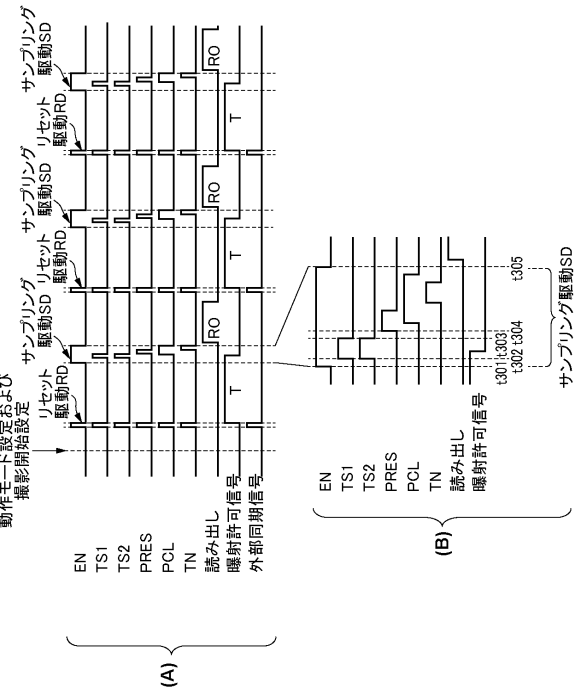 動作モード設定および
撮影開始設定
リセット
駆動RD
サンプリング
駆動SD
リセット
駆動RD
サンプリング
駆動SD
リセット
駆動RD
サンプリング
駆動SD
(A)
EN
TS1
TS2
PRES
PCL
TN
読み出し
曝射許可信号
外部同期信号
RO
RO
RO
T
T
T
(B)
EN
TS1
TS2
PRES
PCL
TN
読み出し
曝射許可信号
t301
t302
t303
t304
t305
サンプリング駆動SD